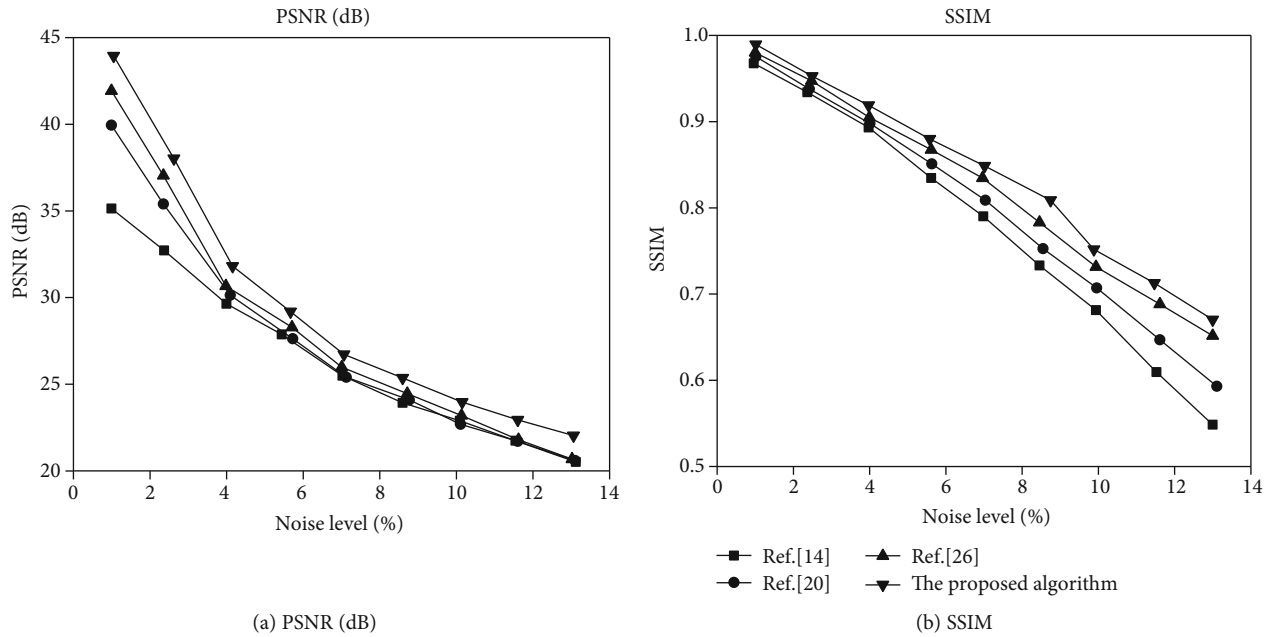 PSNR (dB)
45
40
35
30
25
20
PSNR (dB)
0 2 4 6 8 10 12 14
Noise level (%)
(a) PSNR (dB)
SSIM
1.0
0.9
0.8
0.7
0.6
0.5
SSIM
0 2 4 6 8 10 12 14
Noise level (%)
Ref.[14]
Ref.[20]
Ref.[26]
The proposed algorithm
(b) SSIM